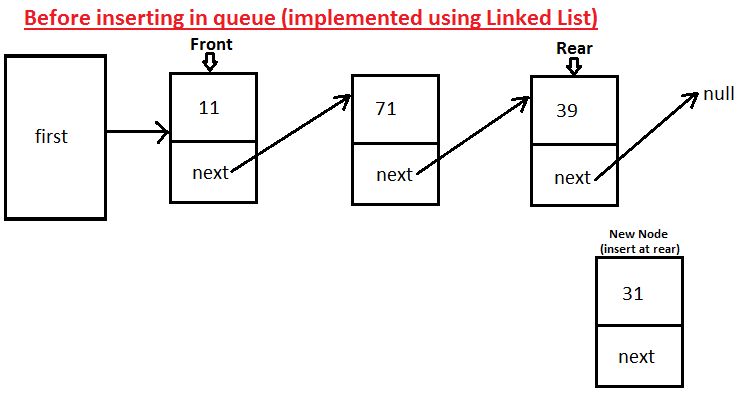 Before inserting in queue (implemented using Linked List)
Front
Rear
first
11
71
39
null
next
next
next
New Node
(insert at rear)
31
next